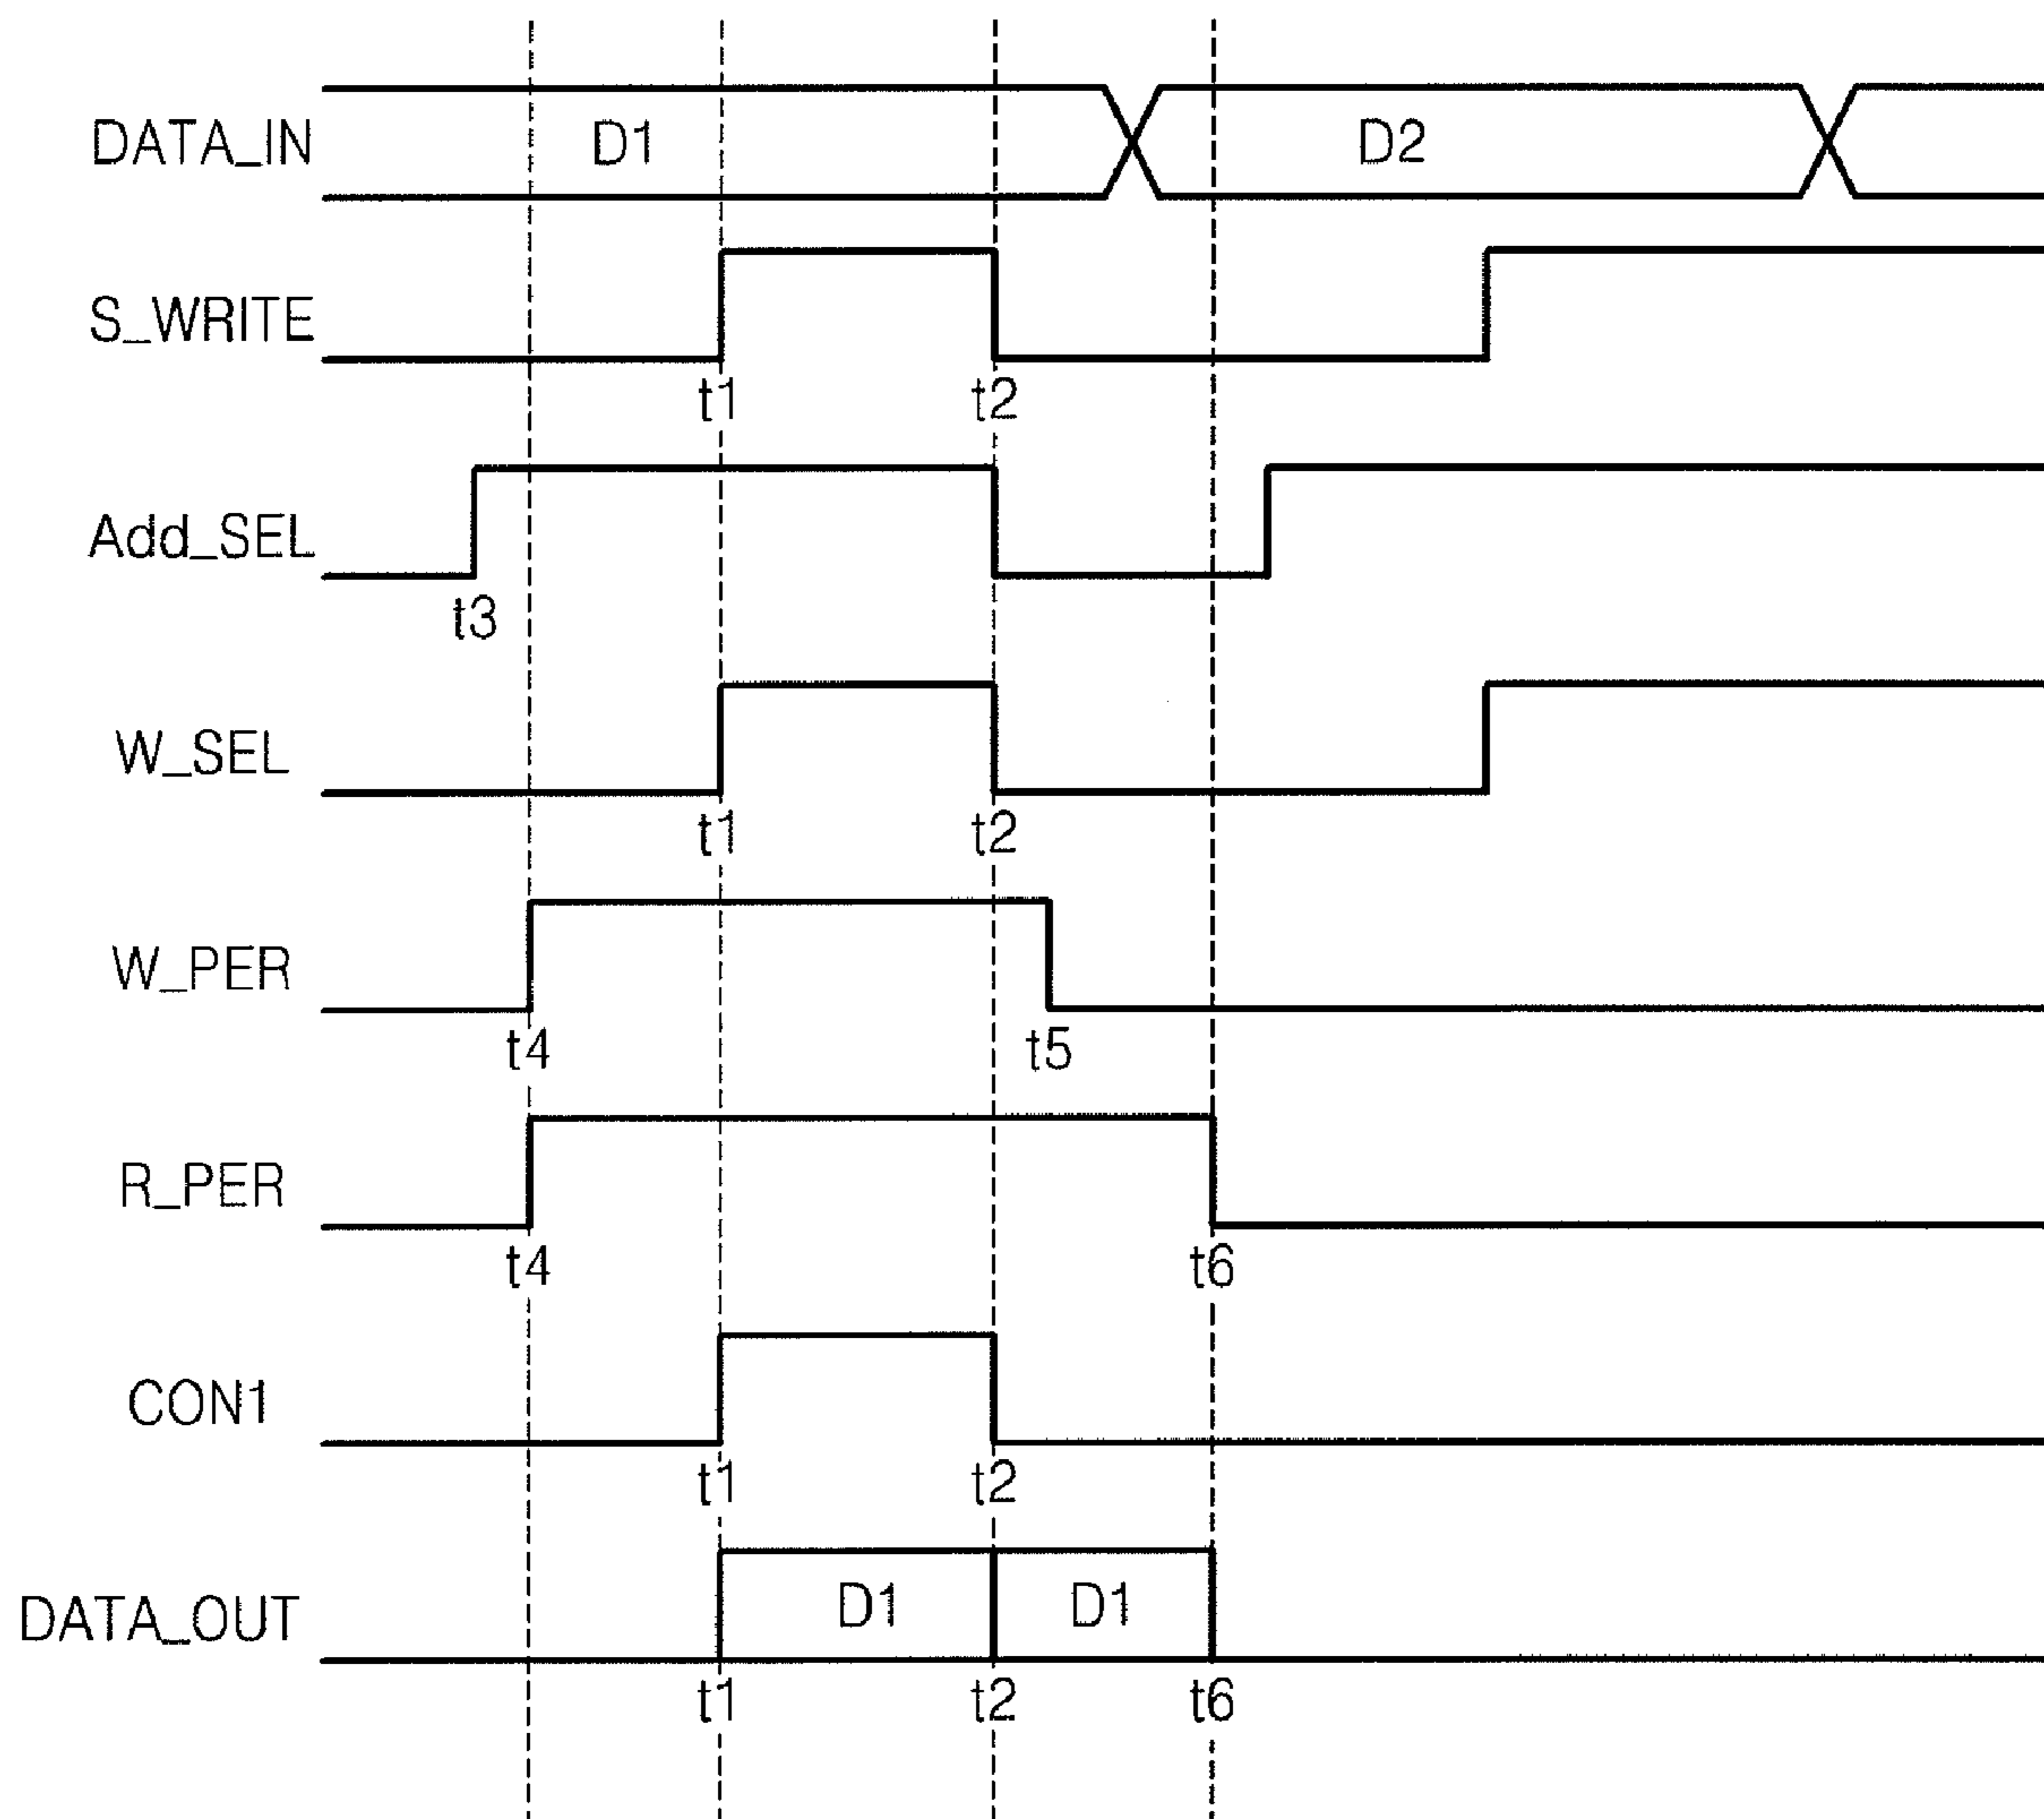 DATA_IN D1 D2
S_WRITE
t1 t2
Add_SEL
t3
W_SEL
t1 t2
W_PER
t4 t5
R_PER
t4 t6
CON1
t1 t2
DATA_OUT D1 D1
t1 t2 t6